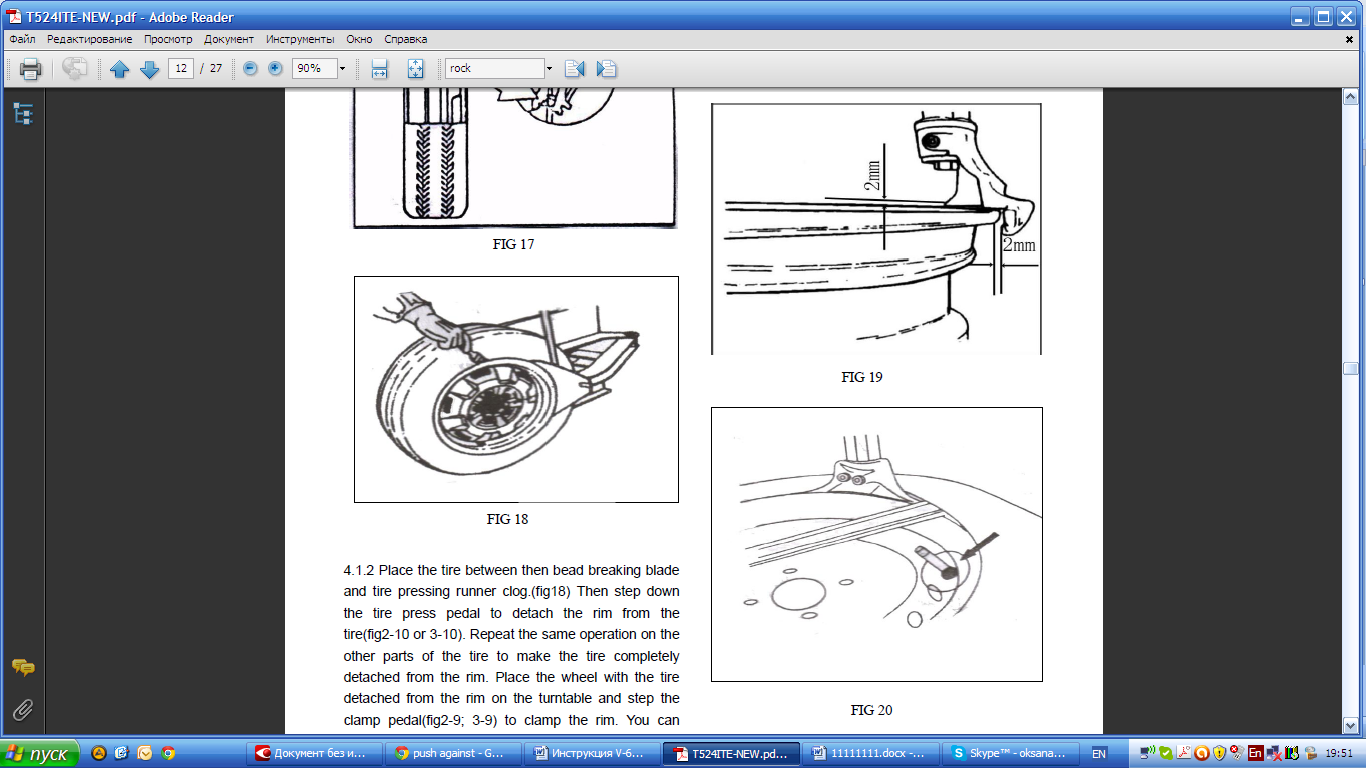 T524ITE-NEW.pdf - Adobe Reader
Файл Редактирование Просмотр Документ Инструменты Окно Справка
12 / 27 90% rock
FIG 17
FIG 18
4.1.2 Place the tire between then bead breaking blade
and tire pressing runner clog.(fig18) Then step down
the tire press pedal to detach the rim from the
tire(fig2-10 or 3-10). Repeat the same operation on the
other parts of the tire to make the tire completely
detached from the rim. Place the wheel with the tire
detached from the rim on the turntable and step the
clamp pedal(fig2-9; 3-9) to clamp the rim. You can
2mm
2mm
FIG 19
FIG 20
пуск Документ без и... push against - G... Инструкция V-6... T524ITE-NEW.pd... 11111111.docx -... Skype™ - oksana... EN En 19:51